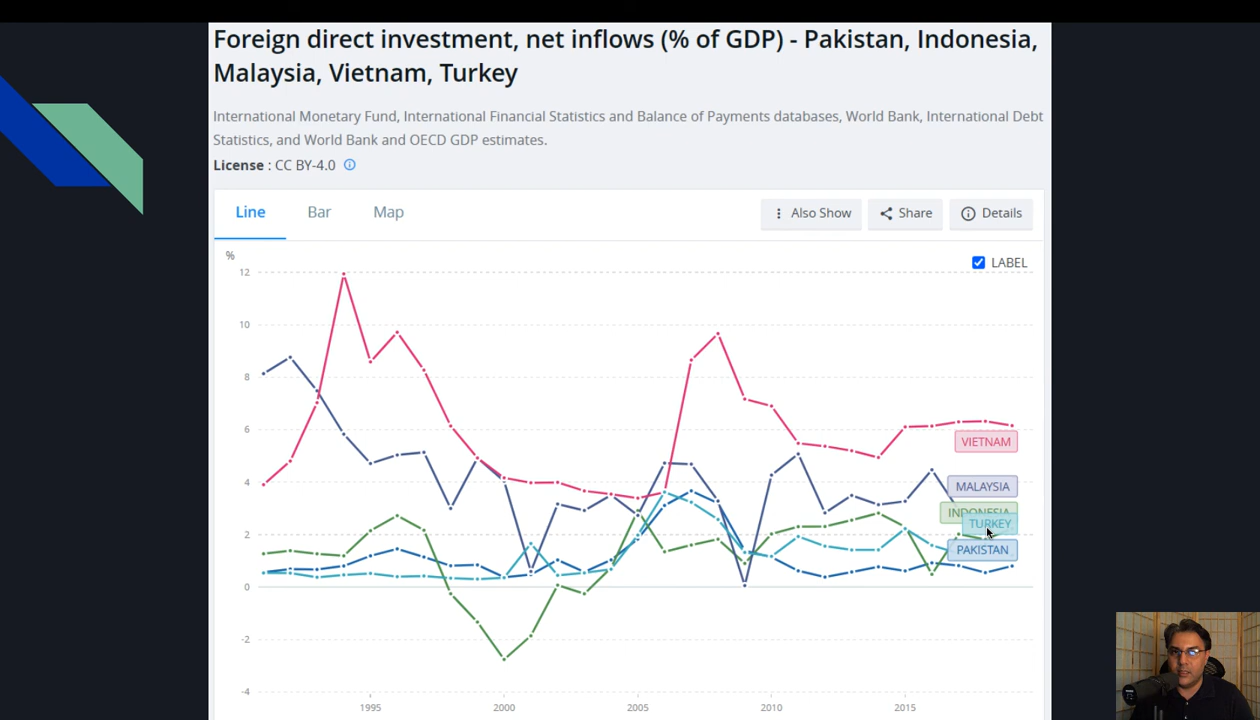 Foreign direct investment, net inflows (% of GDP) - Pakistan, Indonesia,
Malaysia, Vietnam, Turkey
International Monetary Fund, International Financial Statistics and Balance of Payments databases, World Bank, International Debt
Statistics, and World Bank and OECD GDP estimates.
License : CC BY-4.0
Line Bar Map Also Show Share Details
%
LABEL
12
10
8
6
VIETNAM
4
MALAYSIA
INDONESIA
TURKEY
2
PAKISTAN
0
-2
-4
1995 2000 2005 2010 2015